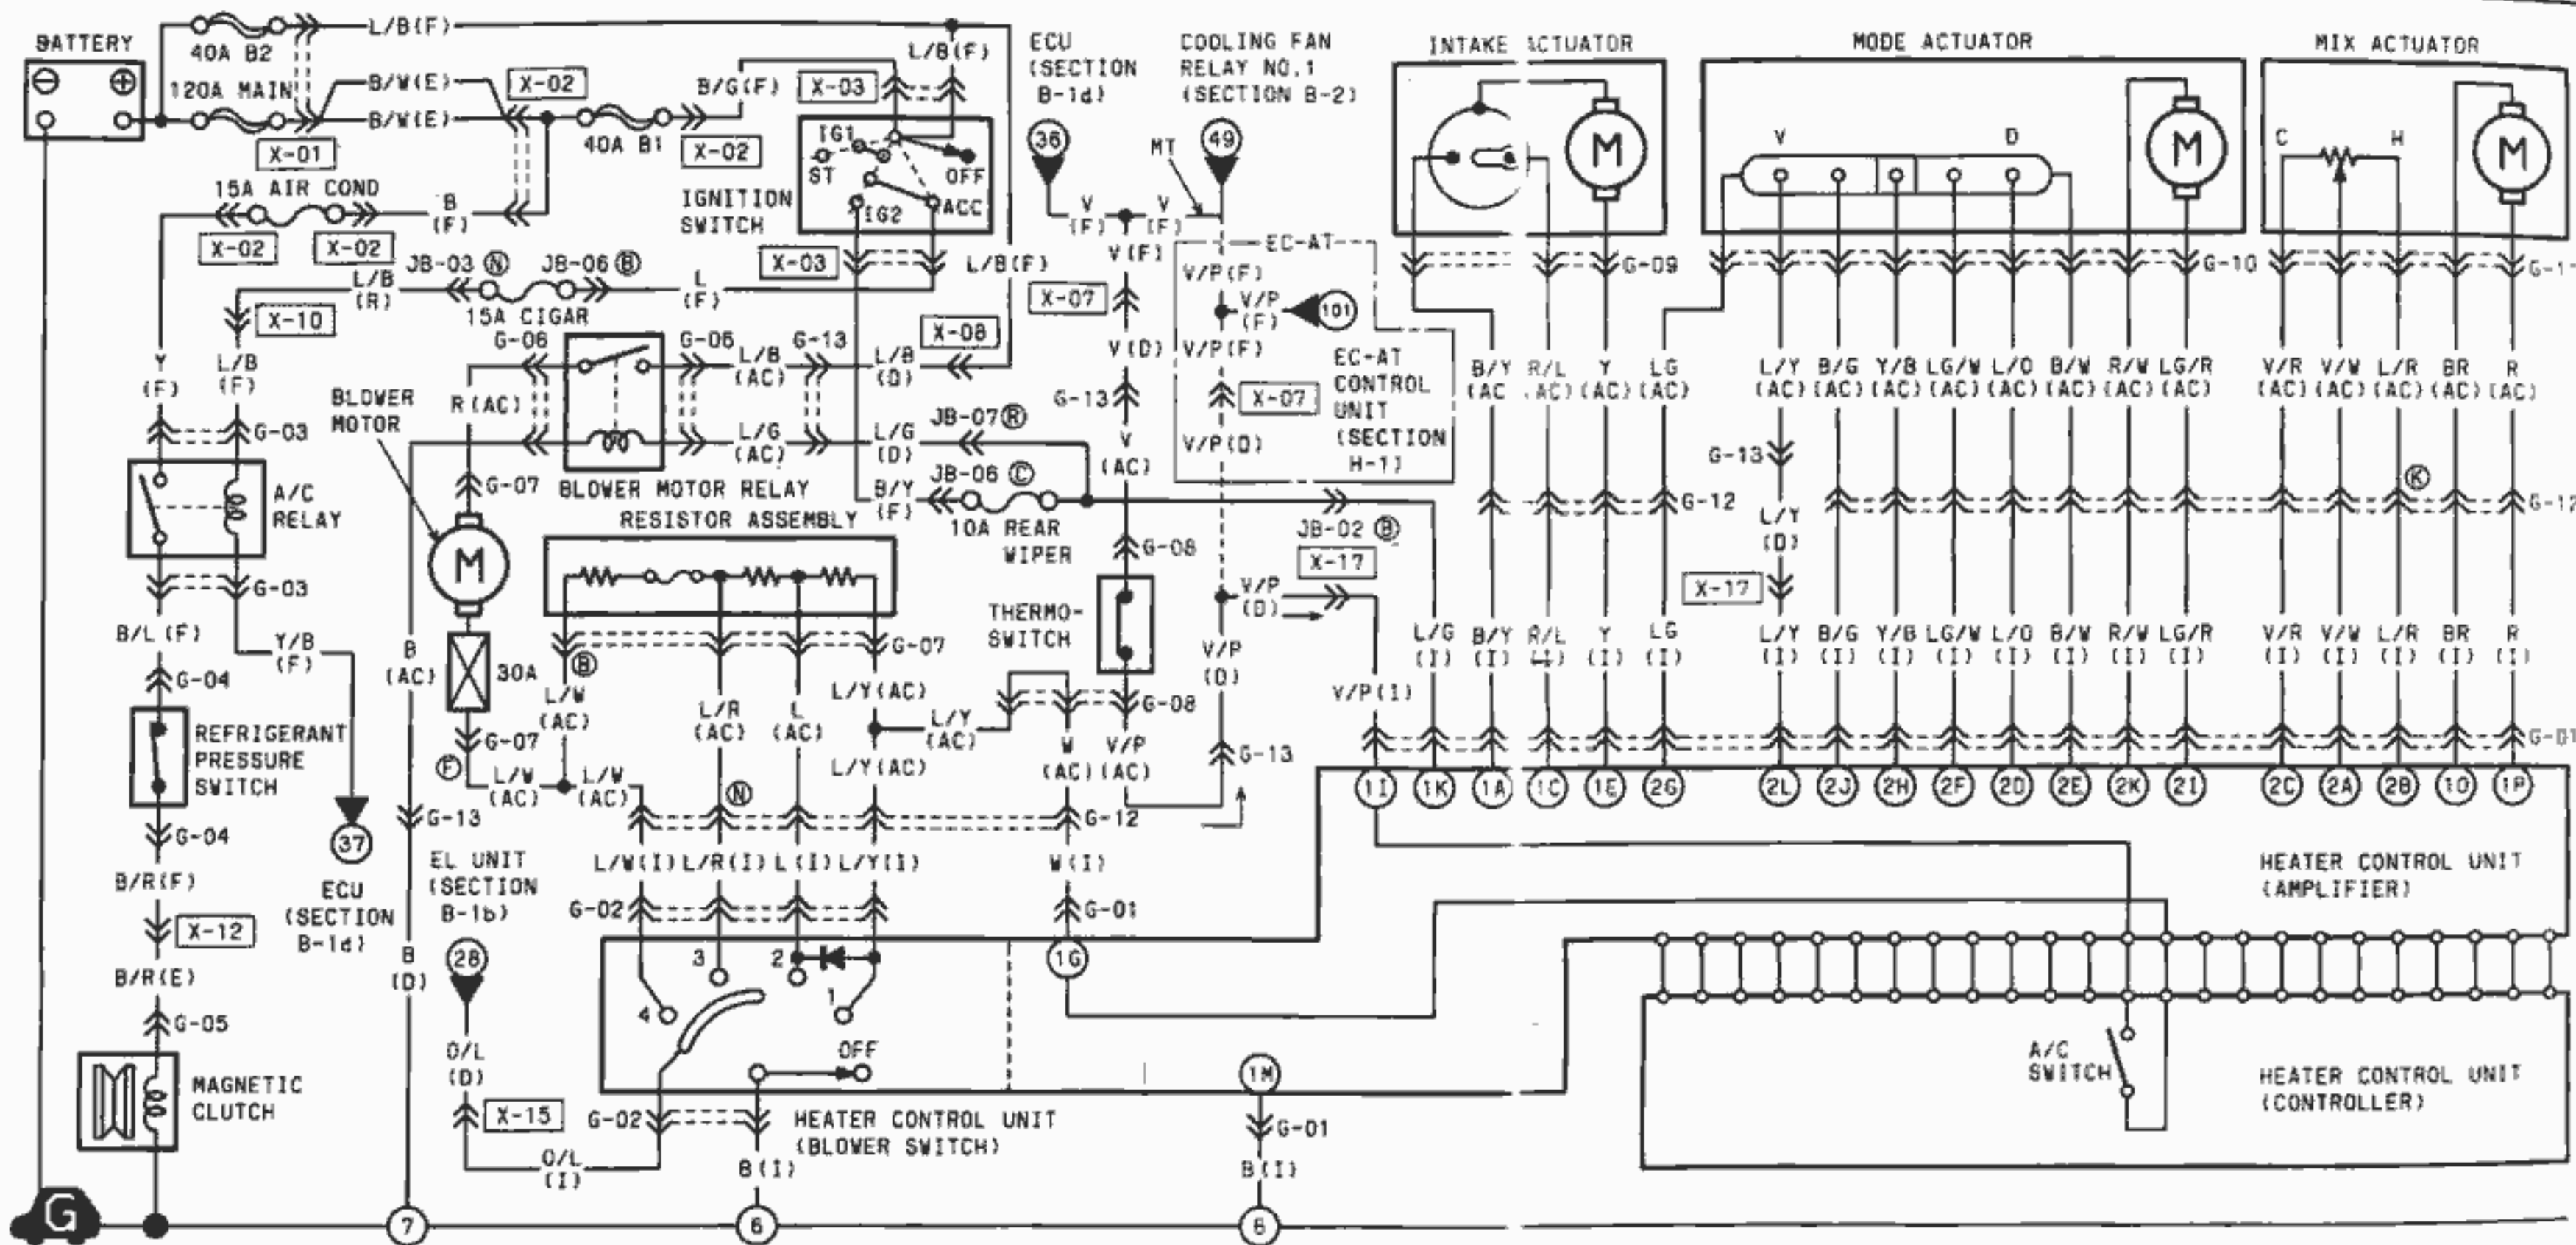 BATTERY
40A B2
L/B(F)
120A MAIN
B/W(E)
B/W(E)
X-01
X-02
40A B1
X-02
B/G(F)
X-03
L/B(F)
IG1
ST
OFF
IG2
ACC
IGNITION
SWITCH
X-03
L/B(F)
15A AIR COND
B
(F)
X-02
X-02
JB-03 N
JB-06 B
L/B
(R)
L
(F)
15A CIGAR
X-10
Y
(F)
L/B
(F)
G-03
A/C
RELAY
G-03
B/L (F)
Y/B
(F)
G-04
REFRIGERANT
PRESSURE
SWITCH
G-04
37
ECU
(SECTION
B-1d)
B/R(F)
X-12
B/R(E)
G-05
MAGNETIC
CLUTCH
G
BLOWER
MOTOR
G-06
G-06
L/B
(AC)
G-13
L/B
(D)
X-08
R(AC)
L/G
(AC)
L/G
(D)
JB-07 R
G-07
BLOWER MOTOR RELAY
B/Y
(F)
JB-06 C
10A REAR
WIPER
M
30A
B
(AC)
G-07
F
L/W
(AC)
L/W
(AC)
G-13
B
(D)
RESISTOR ASSEMBLY
B
G-07
L/W
(AC)
L/R
(AC)
L
(AC)
L/Y(AC)
L/Y
(AC)
L/Y(AC)
N
G-12
L/W(I) L/R(I) L(I) L/Y(I)
W(I)
G-02
G-01
EL UNIT
(SECTION
B-1b)
28
O/L
(D)
X-15
O/L
(I)
4
3
2
1
OFF
1G
G-02
B(I)
HEATER CONTROL UNIT
(BLOWER SWITCH)
1M
G-01
B(I)
7
6
6
ECU
(SECTION
B-1d)
36
COOLING FAN
RELAY NO.1
(SECTION B-2)
49
MT
V
(F)
V
(F)
V(F)
X-07
V(D)
G-13
V
(AC)
G-08
THERMO-
SWITCH
G-08
W
(AC)
V/P
(AC)
EC-AT
V/P(F)
V/P
(F)
101
V/P(F)
X-07
V/P(D)
EC-AT
CONTROL
UNIT
(SECTION
H-1)
V/P
(D)
V/P
(D)
G-13
JB-02 B
X-17
V/P(I)
L/G
(I)
INTAKE ACTUATOR
M
G-09
B/Y R/L Y LG
(AC) (AC) (AC) (AC)
G-12
B/Y R/L Y LG
(I) (I) (I) (I)
MODE ACTUATOR
V
D
M
G-10
L/Y B/G Y/B LG/W L/O B/W R/W LG/R
(AC) (AC) (AC) (AC) (AC) (AC) (AC) (AC)
G-13
L/Y
(D)
X-17
L/Y B/G Y/B LG/W L/O B/W R/W LG/R
(I) (I) (I) (I) (I) (I) (I) (I)
MIX ACTUATOR
C
H
M
V/R V/W L/R BR R
(AC) (AC) (AC) (AC) (AC)
K
G-12
V/R V/W L/R BR R
(I) (I) (I) (I) (I)
G-01
1I 1K 1A 1C 1E 2G 2L 2J 2H 2F 2D 2E 2K 2I 2C 2A 2B 1O 1P
HEATER CONTROL UNIT
(AMPLIFIER)
A/C
SWITCH
HEATER CONTROL UNIT
(CONTROLLER)